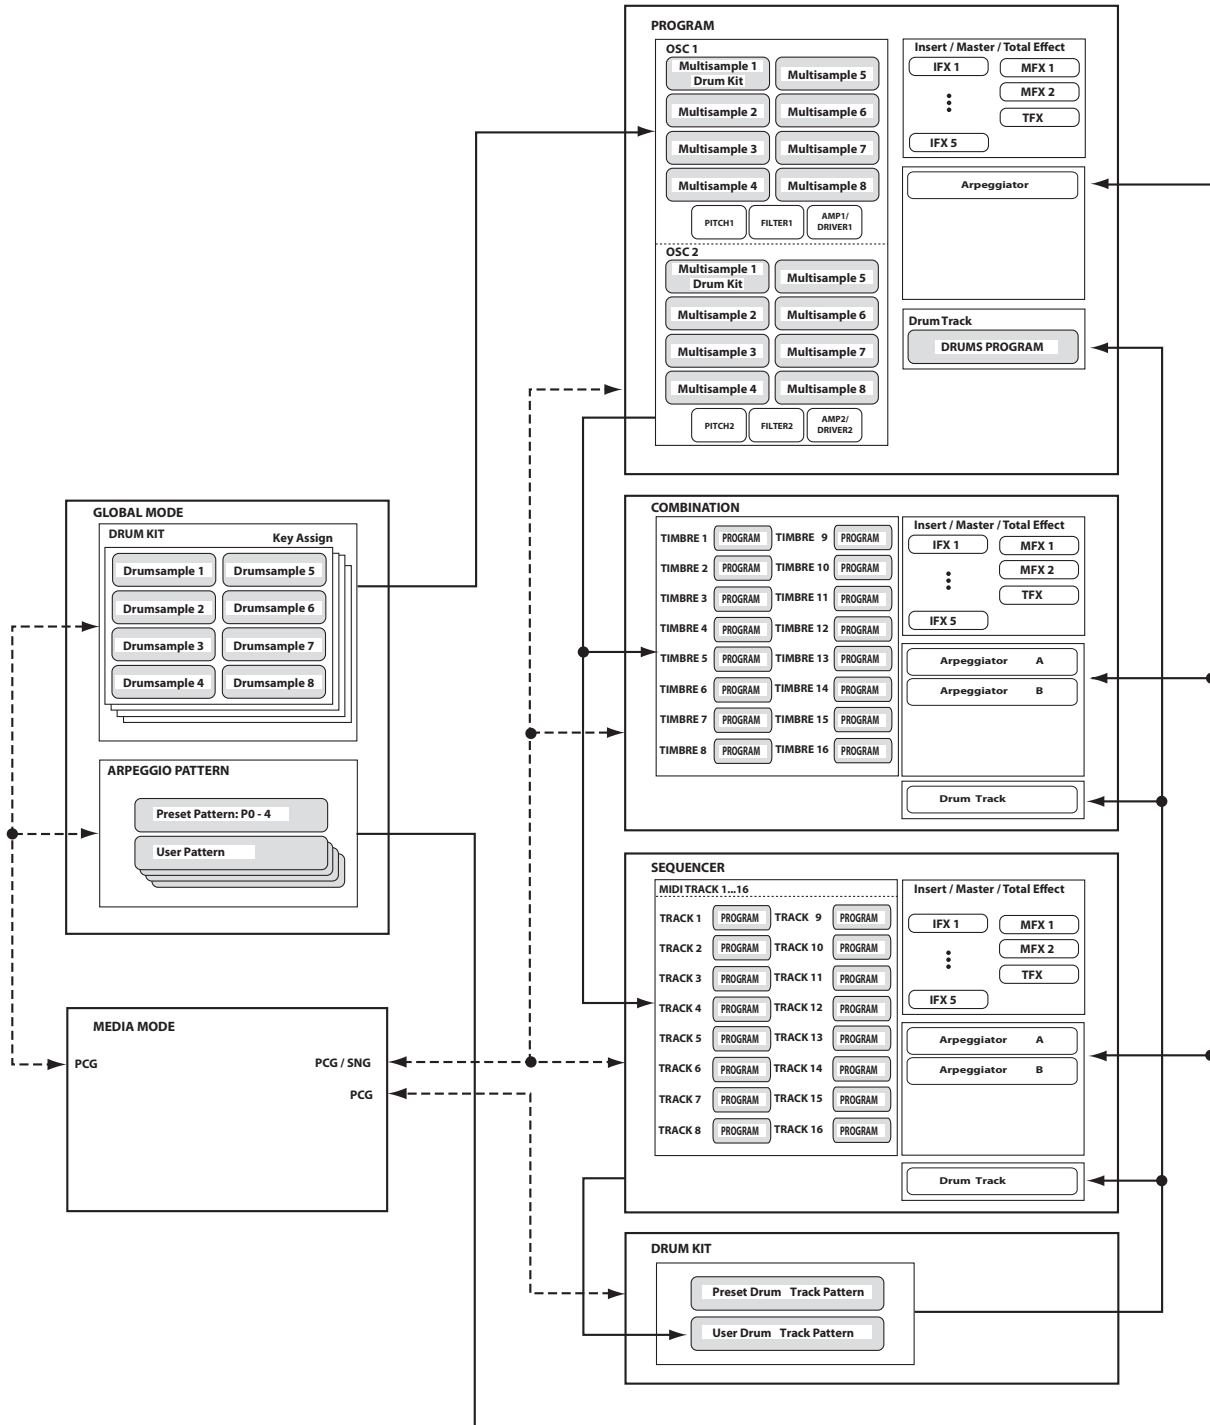 PROGRAM
OSC 1
Multisample 1
Drum Kit
Multisample 5
Multisample 2
Multisample 6
Multisample 3
Multisample 7
Multisample 4
Multisample 8
PITCH1
FILTER1
AMP1/
DRIVER1
OSC 2
Multisample 1
Drum Kit
Multisample 5
Multisample 2
Multisample 6
Multisample 3
Multisample 7
Multisample 4
Multisample 8
PITCH2
FILTER2
AMP2/
DRIVER2
Insert / Master / Total Effect
IFX 1
MFX 1
MFX 2
TFX
IFX 5
Arpeggiator
Drum Track
DRUMS PROGRAM
GLOBAL MODE
DRUM KIT
Key Assign
Drumsample 1
Drumsample 5
Drumsample 2
Drumsample 6
Drumsample 3
Drumsample 7
Drumsample 4
Drumsample 8
ARPEGGIO PATTERN
Preset Pattern: P0 - 4
User Pattern
COMBINATION
TIMBRE 1 PROGRAM TIMBRE 9 PROGRAM
TIMBRE 2 PROGRAM TIMBRE 10 PROGRAM
TIMBRE 3 PROGRAM TIMBRE 11 PROGRAM
TIMBRE 4 PROGRAM TIMBRE 12 PROGRAM
TIMBRE 5 PROGRAM TIMBRE 13 PROGRAM
TIMBRE 6 PROGRAM TIMBRE 14 PROGRAM
TIMBRE 7 PROGRAM TIMBRE 15 PROGRAM
TIMBRE 8 PROGRAM TIMBRE 16 PROGRAM
Insert / Master / Total Effect
IFX 1
MFX 1
MFX 2
TFX
IFX 5
Arpeggiator A
Arpeggiator B
Drum Track
SEQUENCER
MIDI TRACK 1...16
TRACK 1 PROGRAM TRACK 9 PROGRAM
TRACK 2 PROGRAM TRACK 10 PROGRAM
TRACK 3 PROGRAM TRACK 11 PROGRAM
TRACK 4 PROGRAM TRACK 12 PROGRAM
TRACK 5 PROGRAM TRACK 13 PROGRAM
TRACK 6 PROGRAM TRACK 14 PROGRAM
TRACK 7 PROGRAM TRACK 15 PROGRAM
TRACK 8 PROGRAM TRACK 16 PROGRAM
Insert / Master / Total Effect
IFX 1
MFX 1
MFX 2
TFX
IFX 5
Arpeggiator A
Arpeggiator B
Drum Track
MEDIA MODE
PCG
PCG / SNG
PCG
DRUM KIT
Preset Drum Track Pattern
User Drum Track Pattern